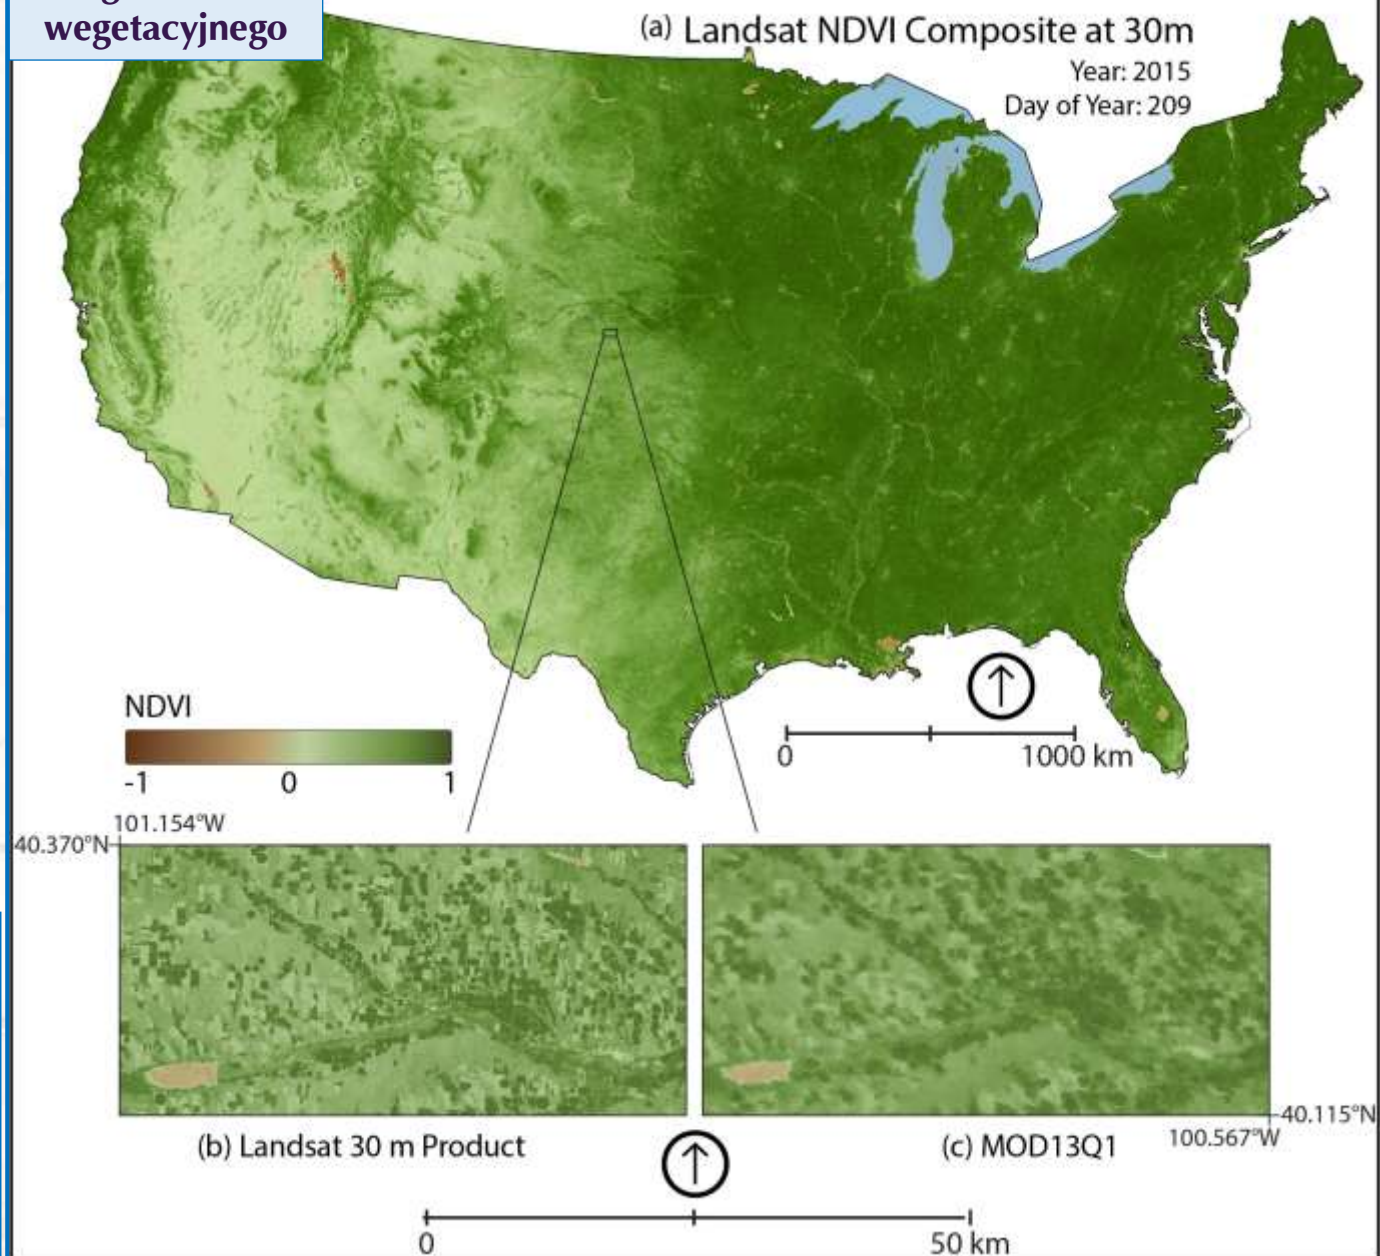 wegetacyjnego
(a) Landsat NDVI Composite at 30m
Year: 2015
Day of Year: 209
NDVI
-1 0 1
0 1000 km
101.154°W
40.370°N
40.115°N
100.567°W
(b) Landsat 30 m Product
(c) MOD13Q1
0 50 km